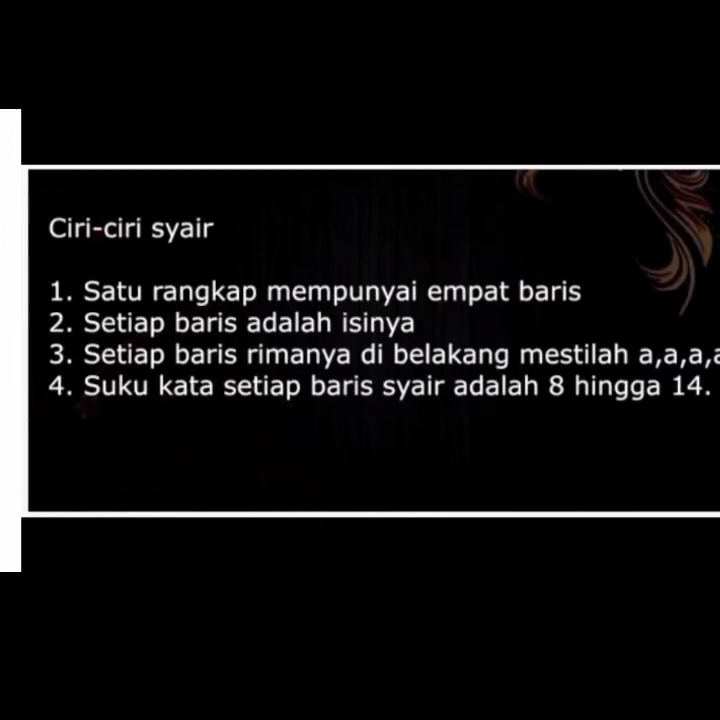 Ciri-ciri syair
1. Satu rangkap mempunyai empat baris
2. Setiap baris adalah isinya
3. Setiap baris rimanya di belakang mestilah a,a,a,a
4. Suku kata setiap baris syair adalah 8 hingga 14.